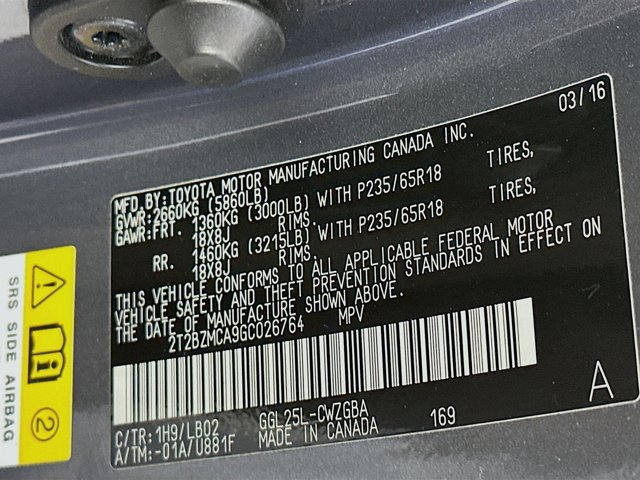 03/16
MFD.BY:TOYOTA MOTOR MANUFACTURING CANADA INC.
GVWR:2660KG (5860LB)
GAWR:FRT. 1360KG (3000LB) WITH P235/65R18 TIRES,
18X8J RIMS.
RR. 1460KG (3215LB) WITH P235/65R18 TIRES,
18X8J RIMS.
THIS VEHICLE CONFORMS TO ALL APPLICABLE FEDERAL MOTOR
VEHICLE SAFETY AND THEFT PREVENTION STANDARDS IN EFFECT ON
THE DATE OF MANUFACTURE SHOWN ABOVE.
2T2BZMCA9GC026764 MPV
C/TR:1H9/LB02 GGL25L-CWZGBA
A/TM:-01A/U881F MADE IN CANADA 169
A
SRS SIDE AIRBAG
2